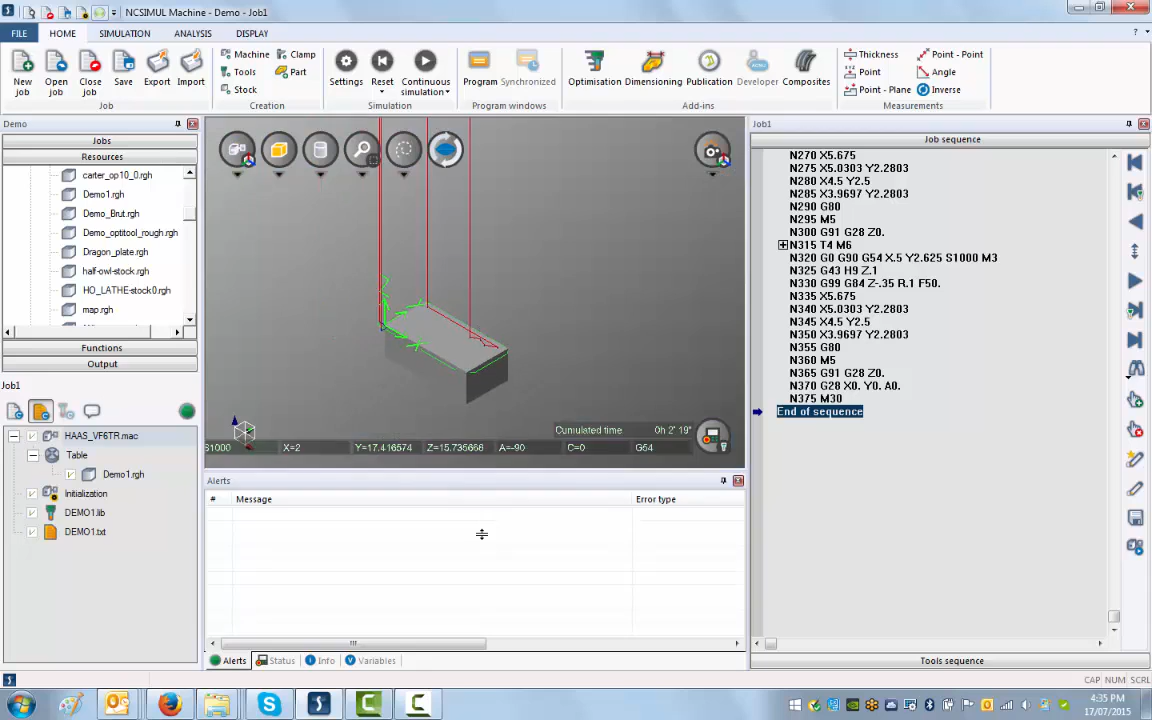 NCSIMUL Machine - Demo - Job1
FILE HOME SIMULATION ANALYSIS DISPLAY
New job
Open job
Close job
Save
Export
Import
Job
Machine
Clamp
Tools
Part
Stock
Creation
Settings
Reset
Continuous simulation
Simulation
Program
Synchronized
Program windows
Optimisation
Dimensioning
Publication
Developer
Composites
Add-ins
Thickness
Point - Point
Point
Angle
Point - Plane
Inverse
Measurements
Demo
Jobs
Resources
carter_op10_0.rgh
Demo1.rgh
Demo_Brut.rgh
Demo_optitool_rough.rgh
Dragon_plate.rgh
half-owl-stock.rgh
HO_LATHE-stock0.rgh
map.rgh
Functions
Output
Job1
HAAS_VF6TR.mac
Table
Demo1.rgh
Initialization
DEMO1.lib
DEMO1.txt
Cumulated time 0h 2' 19"
S1000 X=2 Y=17.416574 Z=15.735666 A=-90 C=0 G54
Alerts
# Message Error type
Alerts Status Info Variables
Job1
Job sequence
N270 X5.675
N275 X5.0303 Y2.2803
N280 X4.5 Y2.5
N285 X3.9697 Y2.2803
N290 G80
N295 M5
N300 G91 G28 Z0.
N315 T4 M6
N320 G0 G90 G54 X.5 Y2.625 S1000 M3
N325 G43 H9 Z.1
N330 G99 G84 Z-.35 R.1 F50.
N335 X5.675
N340 X5.0303 Y2.2803
N345 X4.5 Y2.5
N350 X3.9697 Y2.2803
N355 G80
N360 M5
N365 G91 G28 Z0.
N370 G28 X0. Y0. A0.
N375 M30
End of sequence
Tools sequence
CAP NUM SCRL
4:35 PM
17/07/2015